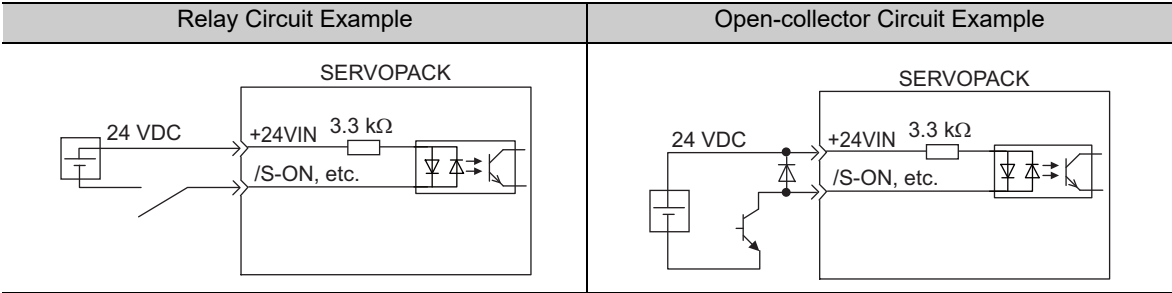 Relay Circuit Example
Open-collector Circuit Example
SERVOPACK
24 VDC
+24VIN
3.3 kΩ
/S-ON, etc.
SERVOPACK
24 VDC
+24VIN
3.3 kΩ
/S-ON, etc.